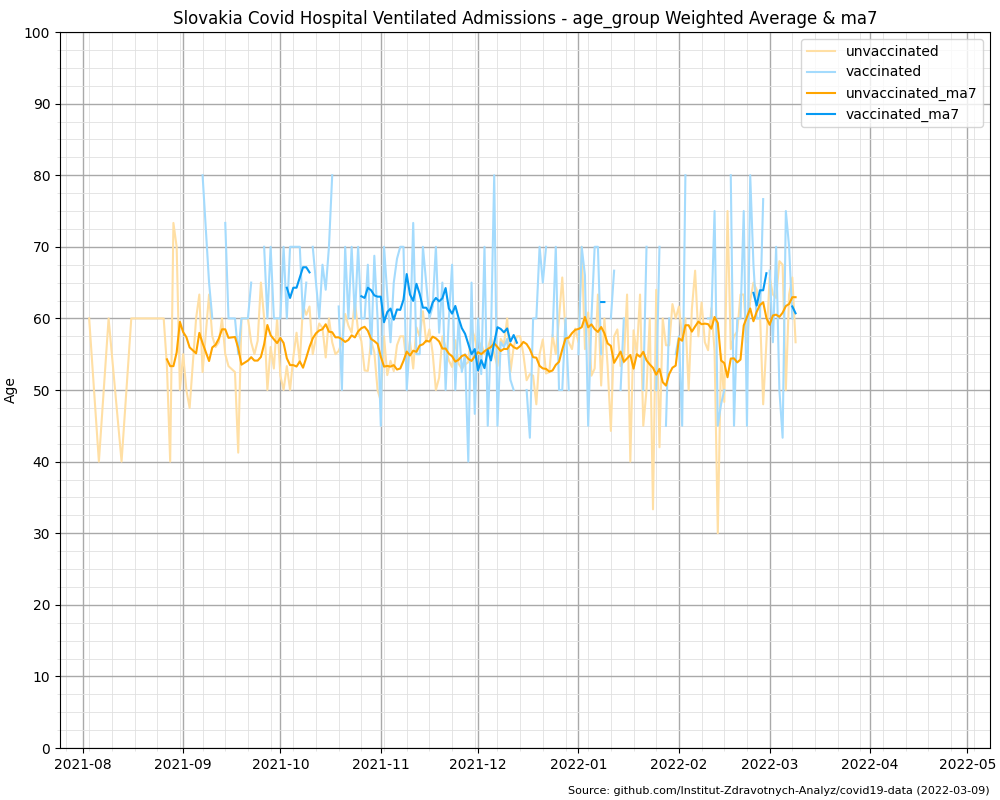 Slovakia Covid Hospital Ventilated Admissions - age_group Weighted Average & ma7
unvaccinated
vaccinated
unvaccinated_ma7
vaccinated_ma7
Age
100
90
80
70
60
50
40
30
20
10
0
2021-08 2021-09 2021-10 2021-11 2021-12 2022-01 2022-02 2022-03 2022-04 2022-05
Source: github.com/Institut-Zdravotnych-Analyz/covid19-data (2022-03-09)